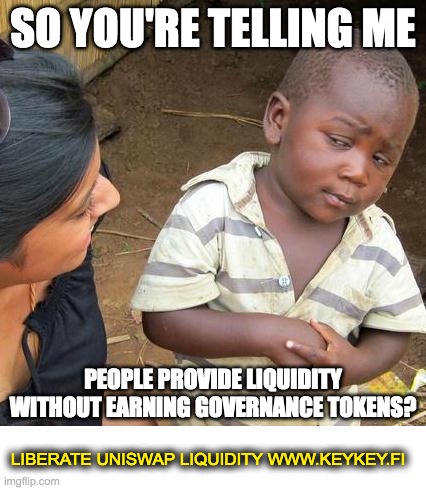 SO YOU'RE TELLING ME
PEOPLE PROVIDE LIQUIDITY
WITHOUT EARNING GOVERNANCE TOKENS?
LIBERATE UNISWAP LIQUIDITY WWW.KEYKEY.FI
imgflip.com